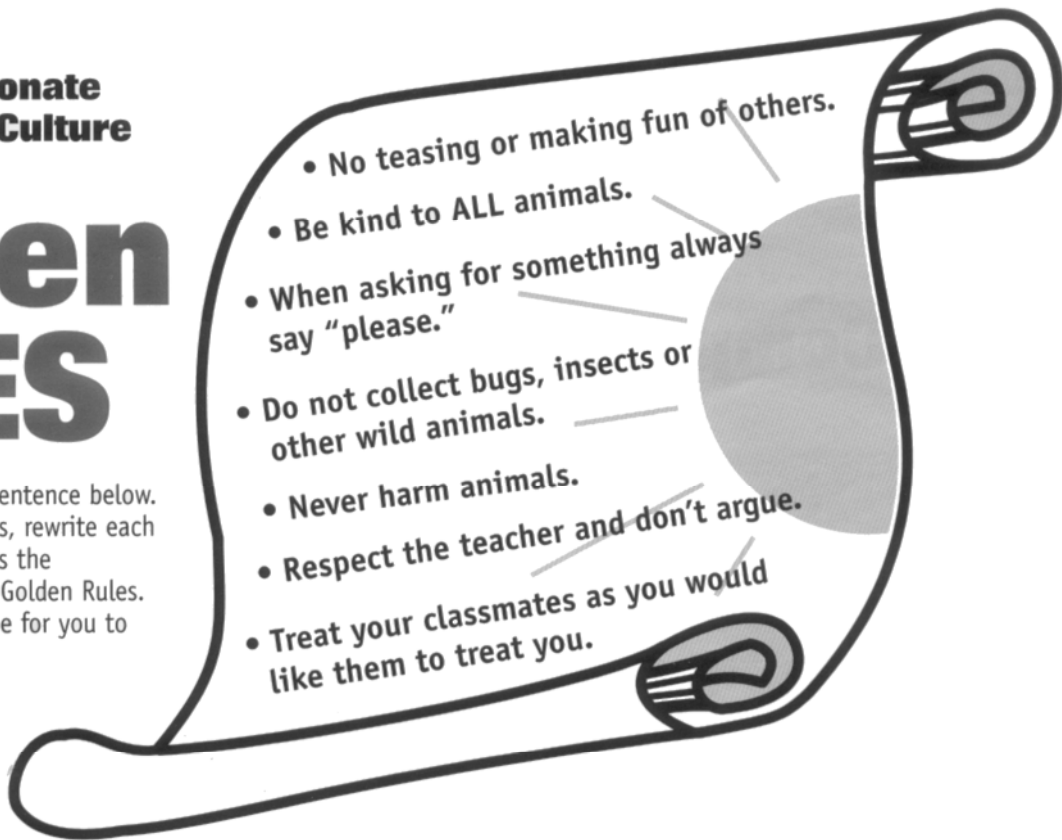 onate
Culture
en
ES
entence below.
s, rewrite each
s the
Golden Rules.
e for you to
• No teasing or making fun of others.
• Be kind to ALL animals.
• When asking for something always
say “please.”
• Do not collect bugs, insects or
other wild animals.
• Never harm animals.
• Respect the teacher and don’t argue.
• Treat your classmates as you would
like them to treat you.